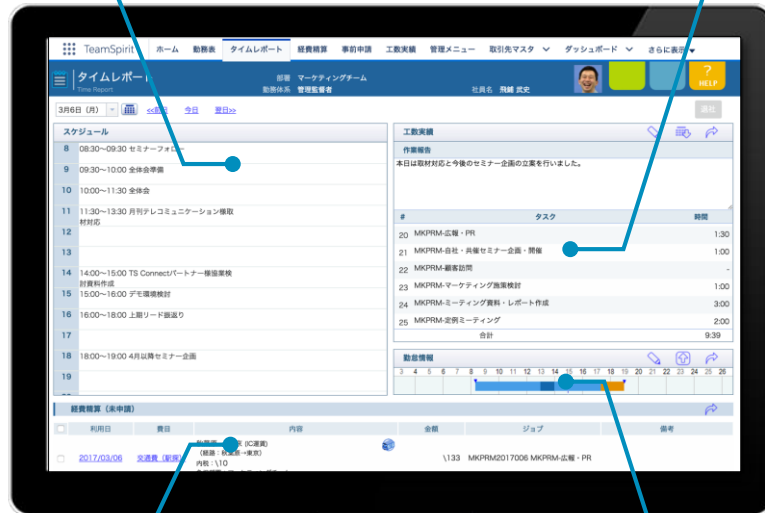 TeamSpirit ホーム 勤務表 タイムレポート 経費精算 事前申請 工数実績 管理メニュー 取引先マスタ ダッシュボード さらに表示
タイムレポート
Time Report
部署 マーケティングチーム
勤務体系 管理監督者
社員名 飛鋪 武史
?
HELP
3月6日 (月) 今日 翌日>>
退社
スケジュール
8 08:30～09:30 セミナーフォロー
9 09:30～10:00 全体会準備
10 10:00～11:30 全体会
11 11:30～13:30 月刊テレコミュニケーション様取
材対応
12
13
14 14:00～15:00 TS Connectパートナー様協業検
討資料作成
15 15:00～16:00 デモ環境検討
16 16:00～18:00 上期リード振返り
17
18 18:00～19:00 4月以降セミナー企画
19
工数実績
作業報告
本日は取材対応と今後のセミナー企画の立案を行いました。
# タスク 時間
20 MKPRM-広報・PR 1:30
21 MKPRM-自社・共催セミナー企画・開催 1:00
22 MKPRM-顧客訪問 -
23 MKPRM-マーケティング施策検討 1:00
24 MKPRM-ミーティング資料・レポート作成 3:00
25 MKPRM-定例ミーティング 2:00
合計 9:39
勤怠情報
3 4 5 6 7 8 9 10 11 12 13 14 15 16 17 18 19 20 21 22 23 24 25 26
経費精算（未申請）
利用日 費目 内容 金額 ジョブ 備考
2017/03/06 交通費 (IC運賃)
（経路：秋葉原→東京）
内税：\10
\133 MKPRM2017006 MKPRM-広報・PR